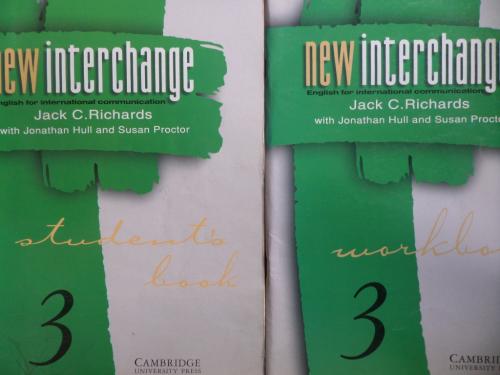 new interchange
English for international communication
Jack C. Richards
with Jonathan Hull and Susan Proctor
student's
book
3
CAMBRIDGE
UNIVERSITY PRESS
new interchang
English for international communication
Jack C. Richards
with Jonathan Hull and Susan Procto
workbo
3
CAMBRIDGE
UNIVERSITY PRESS